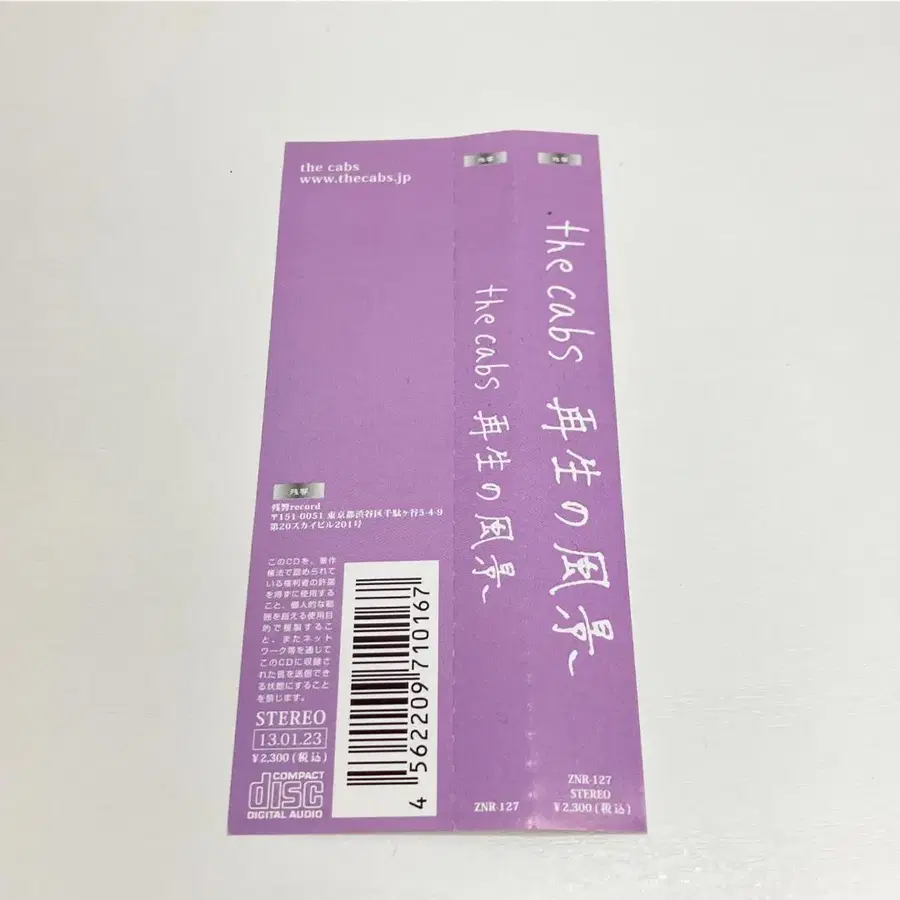 the cabs
www.thecabs.jp
残響
残響record
〒151-0051 東京都渋谷区千駄ヶ谷5-4-9
第20スカイビル201号
このCDを、著作
権法で認められて
いる権利者の許諾
を得ずに使用する
こと、個人的な範
囲を超える使用目
的で複製するこ
と、またネット
ワーク等を通じて
このCDに収録さ
れた音を送信でき
る状態にすること
を禁じます。
STEREO
13.01.23
¥2,300(税込)
COMPACT
disc
DIGITAL AUDIO
4562209710167
残響
the cabs 再生の風景
ZNR-127
残響
the cabs 再生の風景
ZNR-127
STEREO
¥2,300(税込)